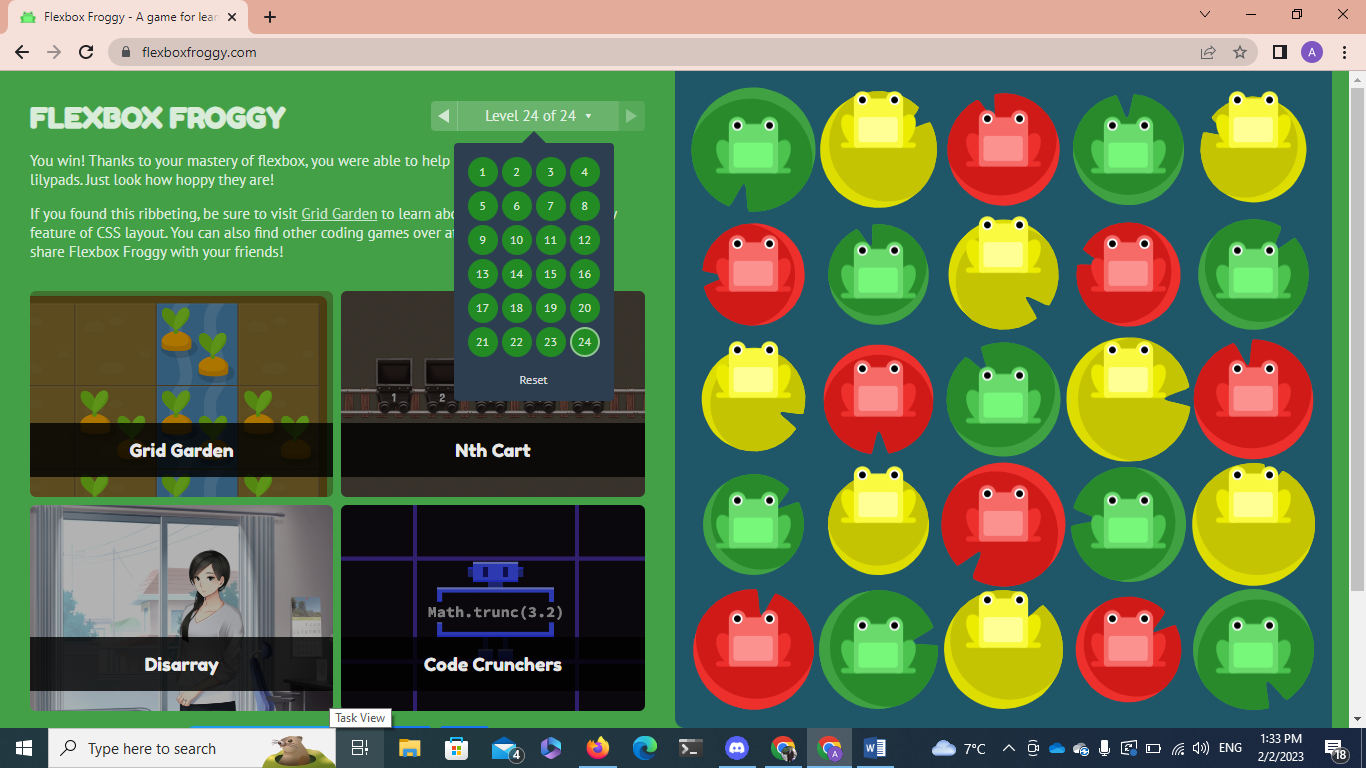 Flexbox Froggy - A game for lear
flexboxfroggy.com
A
FLEXBOX FROGGY
Level 24 of 24
You win! Thanks to your mastery of flexbox, you were able to help
lilypads. Just look how hoppy they are!
If you found this ribbeting, be sure to visit Grid Garden to learn abo
feature of CSS layout. You can also find other coding games over at
share Flexbox Froggy with your friends!
1 2 3 4
5 6 7 8
9 10 11 12
13 14 15 16
17 18 19 20
21 22 23 24
Reset
1 2
Grid Garden
Nth Cart
Math.trunc(3.2)
Disarray
Code Crunchers
Task View
Type here to search
4
A
7°C
ENG
1:33 PM
2/2/2023
18